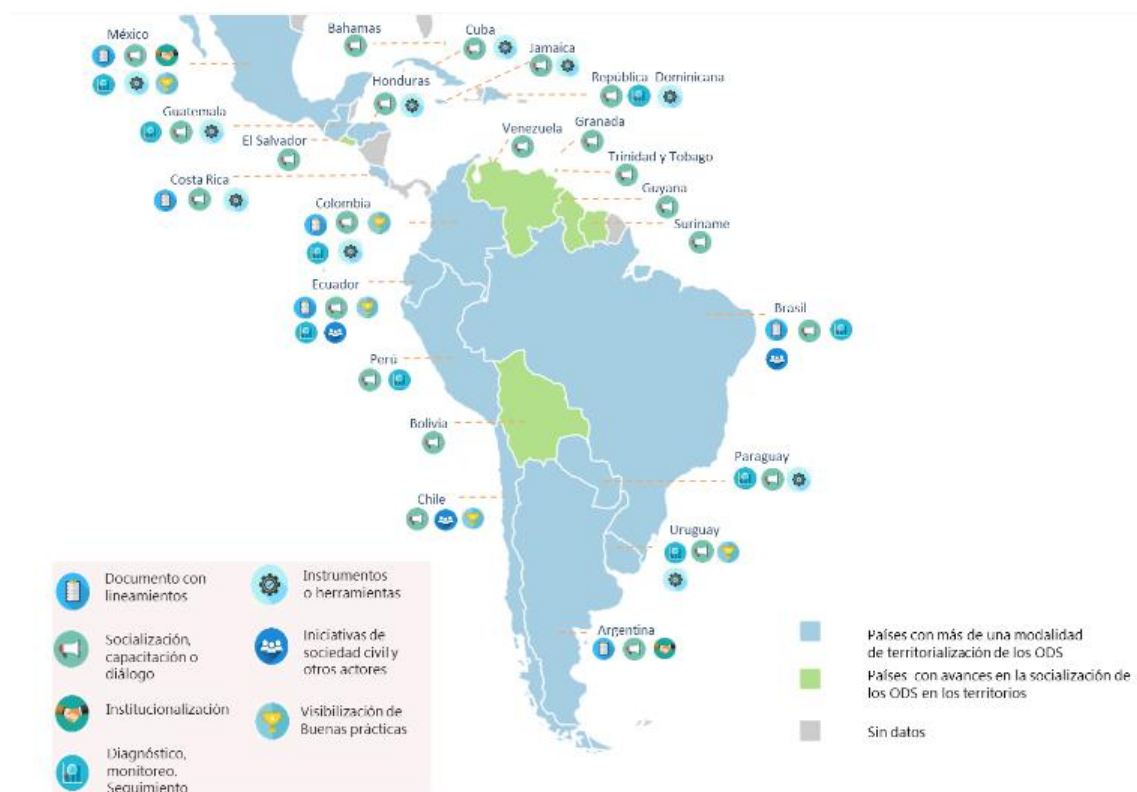 México
Bahamas
Cuba
Jamaica
Honduras
República Dominicana
Guatemala
El Salvador
Venezuela
Granada
Trinidad y Tobago
Costa Rica
Guyana
Colombia
Suriname
Ecuador
Brasil
Perú
Bolivia
Paraguay
Chile
Uruguay
Argentina
Documento con
lineamientos
Socialización,
capacitación o
diálogo
Institucionalización
Diagnóstico,
monitoreo.
Seguimiento
Instrumentos
o herramientas
Iniciativas de
sociedad civil y
otros actores
Visibilización de
Buenas prácticas
Países con más de una modalidad
de territorialización de los ODS
Países con avances en la socialización de
los ODS en los territorios
Sin datos